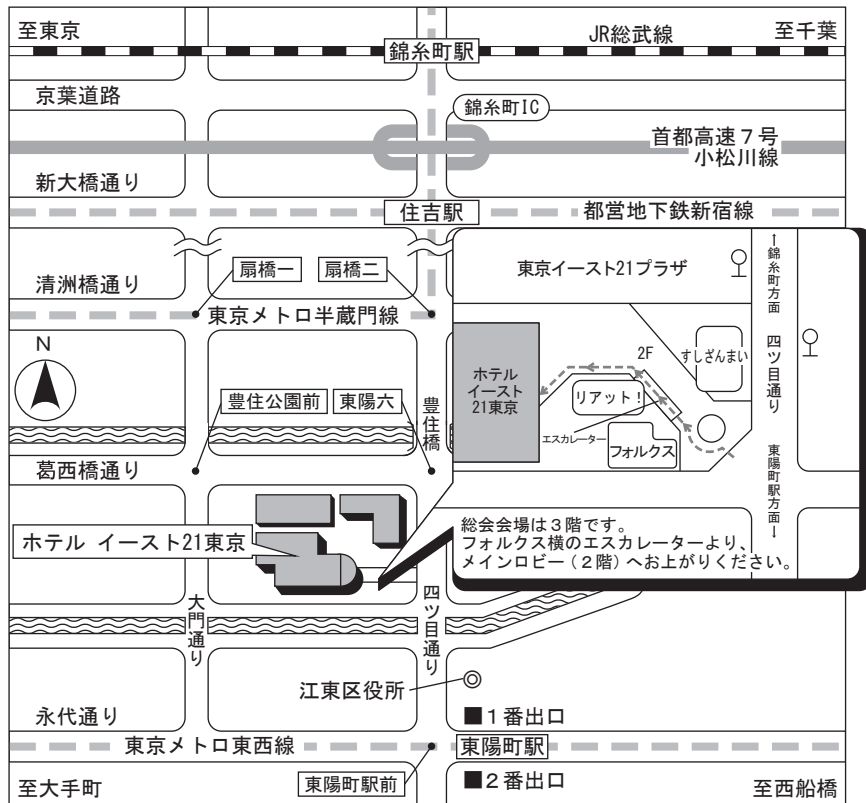 至東京
JR総武線
至千葉
錦糸町駅
京葉道路
錦糸町IC
首都高速7号
小松川線
新大橋通り
住吉駅
都営地下鉄新宿線
扇橋一
扇橋二
清洲橋通り
東京メトロ半蔵門線
N
豊住公園前
東陽六
豊住橋
葛西橋通り
東京イースト21プラザ
↑錦糸町方面
四ツ目通り
東陽町駅方面→
2F
すしざんまい
ホテル
イースト
21東京
リアット!
エスカレーター
フォルクス
総会会場は3階です。
フォルクス横のエスカレーターより、
メインロビー(2階)へお上がりください。
ホテル イースト21東京
大門通り
四ツ目通り
江東区役所
永代通り
■1番出口
東京メトロ東西線
東陽町駅
至大手町
東陽町駅前
■2番出口
至西船橋